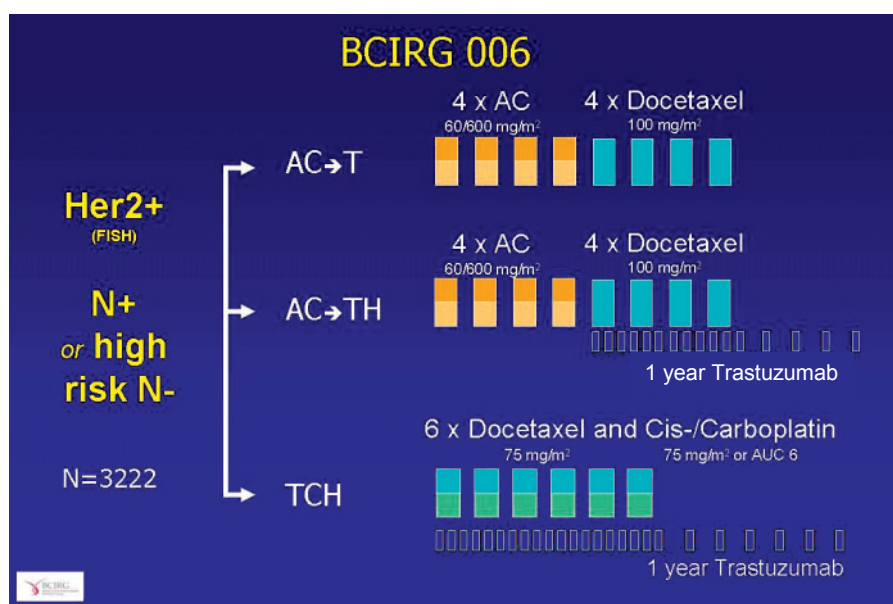 BCIRG 006
4 x AC
60/600 mg/m²
4 x Docetaxel
100 mg/m²
AC➔T
Her2+
(FISH)
N+
or high
risk N-
N=3222
4 x AC
60/600 mg/m²
4 x Docetaxel
100 mg/m²
AC➔TH
1 year Trastuzumab
6 x Docetaxel and Cis-/Carboplatin
75 mg/m²
75 mg/m² or AUC 6
TCH
1 year Trastuzumab
BCIRG